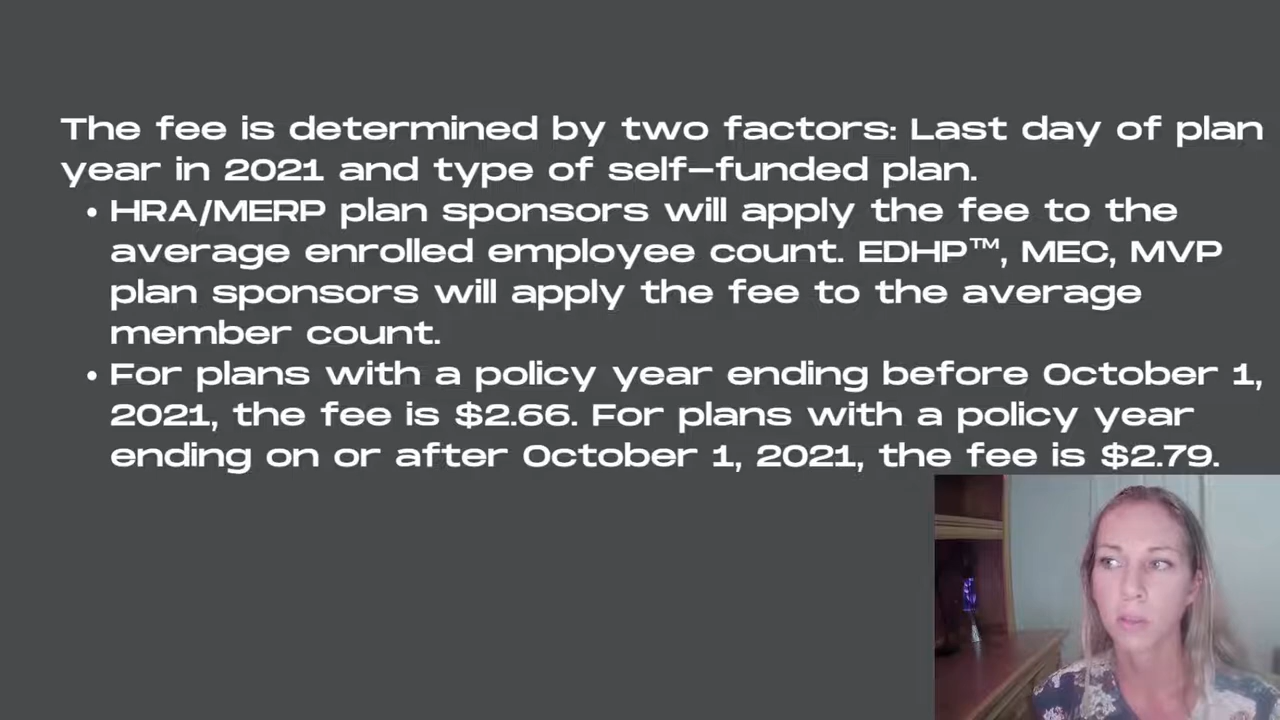 The fee is determined by two factors: Last day of plan
year in 2021 and type of self-funded plan.
• HRA/MERP plan sponsors will apply the fee to the
average enrolled employee count. EDHP™, MEC, MVP
plan sponsors will apply the fee to the average
member count.
• For plans with a policy year ending before October 1,
2021, the fee is $2.66. For plans with a policy year
ending on or after October 1, 2021, the fee is $2.79.